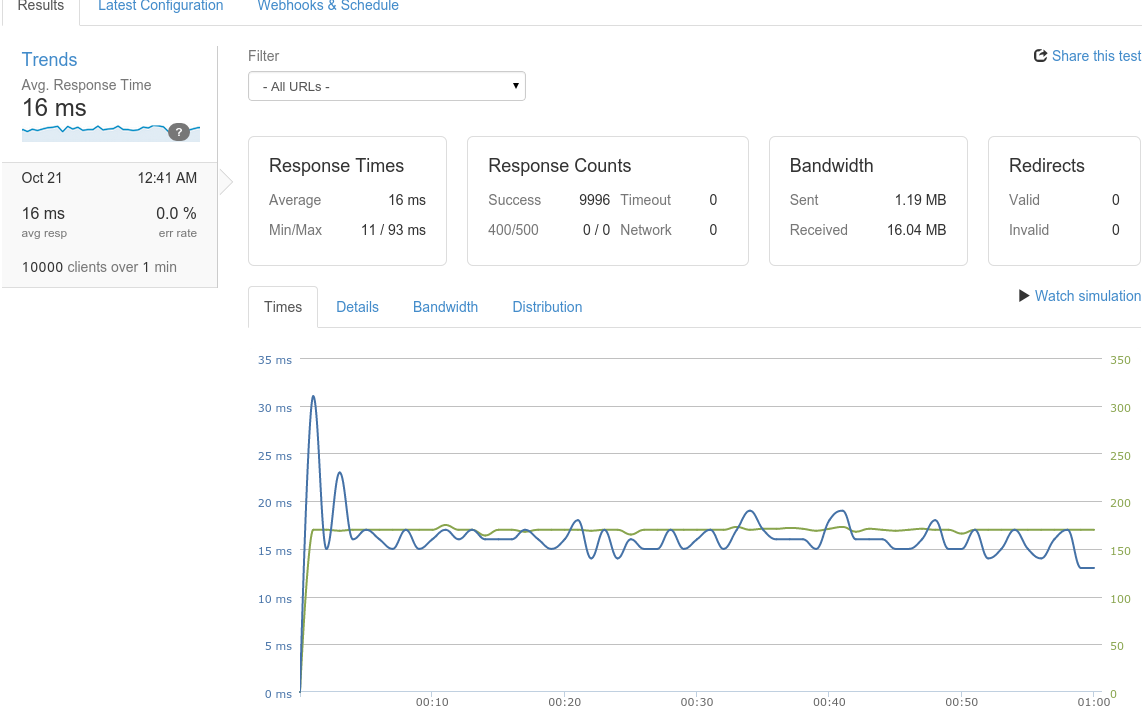 Results Latest Configuration Webhooks & Schedule
Trends
Avg. Response Time
16 ms
?
Oct 21 12:41 AM
16 ms 0.0 %
avg resp err rate
10000 clients over 1 min
Filter
- All URLs -
Share this test
Response Times
Average 16 ms
Min/Max 11 / 93 ms
Response Counts
Success 9996 Timeout 0
400/500 0 / 0 Network 0
Bandwidth
Sent 1.19 MB
Received 16.04 MB
Redirects
Valid 0
Invalid 0
Times Details Bandwidth Distribution
Watch simulation
35 ms 350
30 ms 300
25 ms 250
20 ms 200
15 ms 150
10 ms 100
5 ms 50
0 ms 0
00:10 00:20 00:30 00:40 00:50 01:00